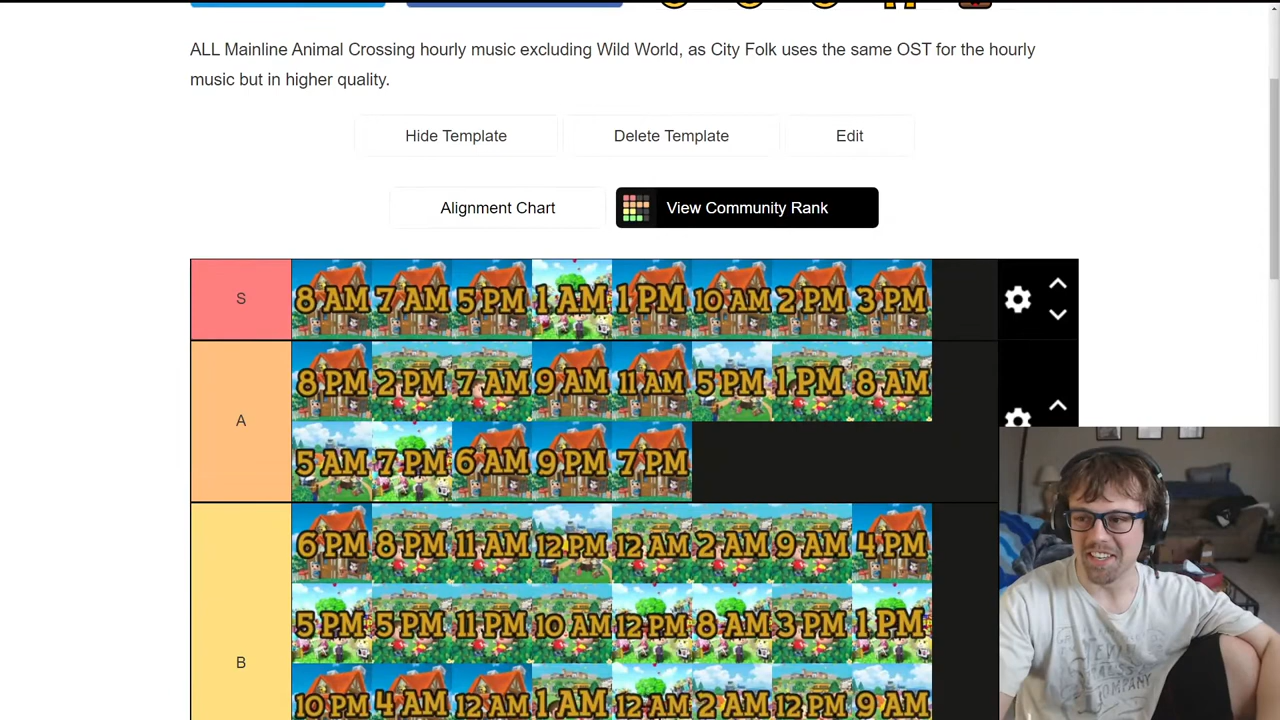 ALL Mainline Animal Crossing hourly music excluding Wild World, as City Folk uses the same OST for the hourly
music but in higher quality.
Hide Template Delete Template Edit
Alignment Chart View Community Rank
S 8 AM 7 AM 5 PM 1 AM 1 PM 10 AM 2 PM 3 PM
A 8 PM 2 PM 7 AM 9 AM 11 AM 5 PM 1 PM 8 AM
5 AM 7 PM 6 AM 9 PM 7 PM
B 6 PM 8 PM 11 AM 12 PM 12 AM 2 AM 9 AM 4 PM
5 PM 5 PM 11 PM 10 AM 12 PM 8 AM 3 PM 1 PM
10 PM 4 AM 12 AM 1 AM 12 AM 2 AM 12 PM 9 AM